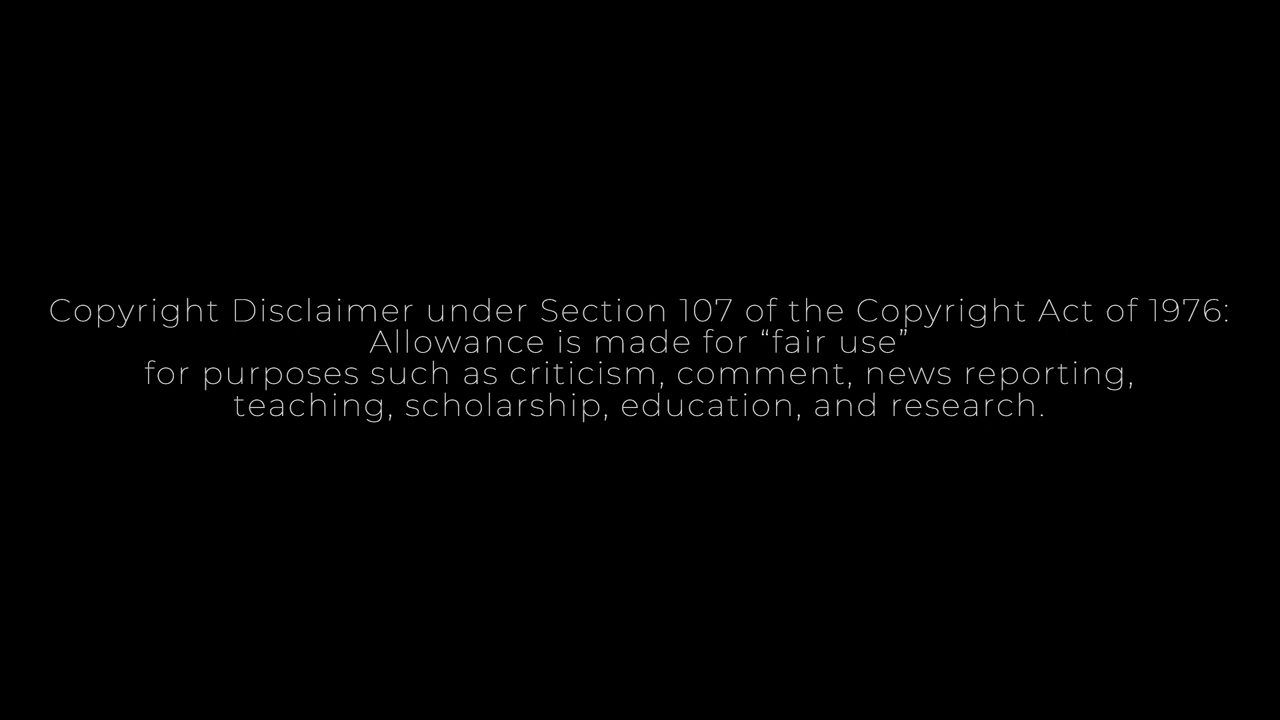 Copyright Disclaimer under Section 107 of the Copyright Act of 1976:
Allowance is made for “fair use”
for purposes such as criticism, comment, news reporting,
teaching, scholarship, education, and research.